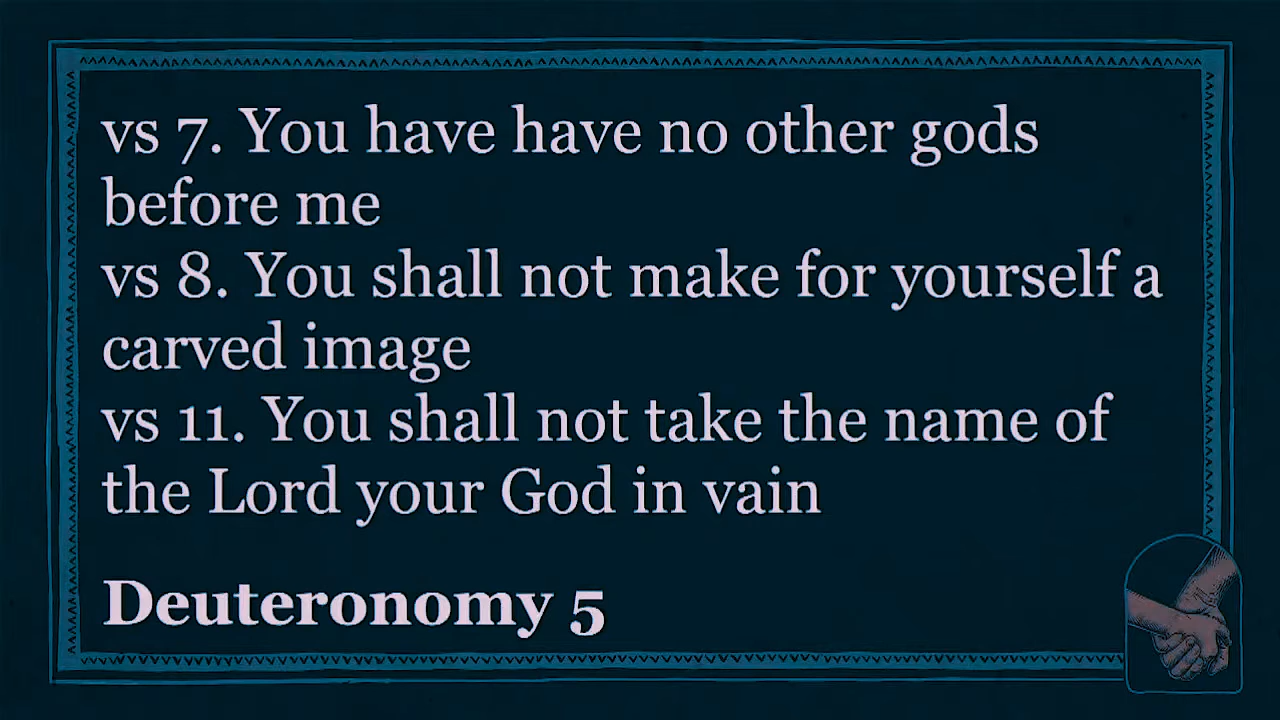 vs 7. You have have no other gods
before me
vs 8. You shall not make for yourself a
carved image
vs 11. You shall not take the name of
the Lord your God in vain
Deuteronomy 5